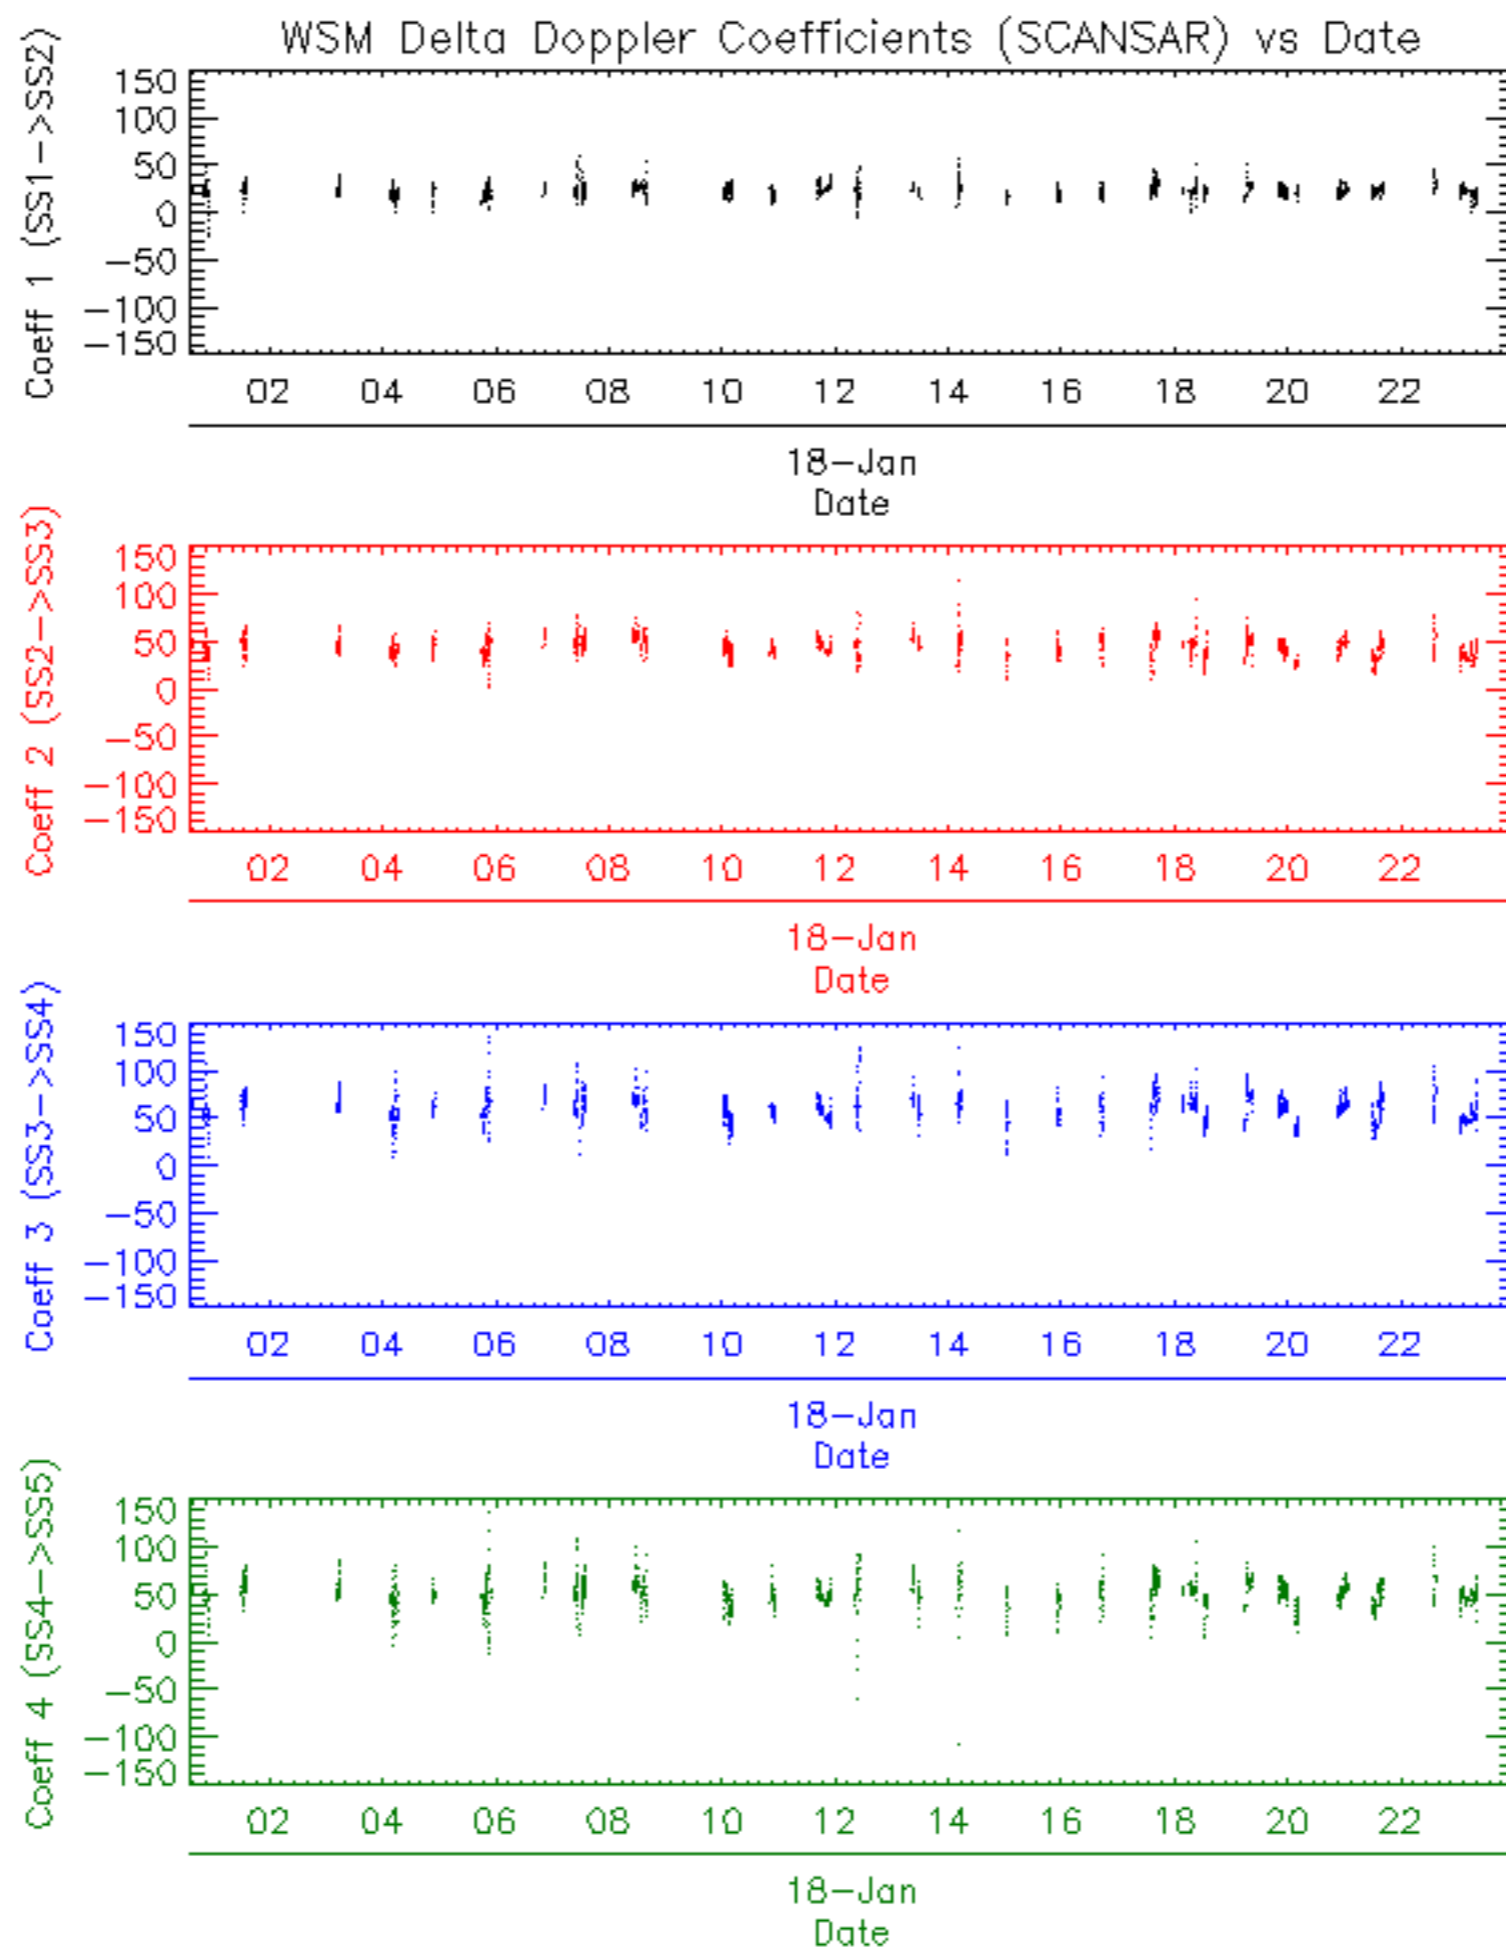 WSM Delta Doppler Coefficients (SCANSAR) vs Date
Coeff 1 (SS1->SS2)
150
100
50
0
-50
-100
-150
02 04 06 08 10 12 14 16 18 20 22
18-Jan
Date
Coeff 2 (SS2->SS3)
150
100
50
0
-50
-100
-150
02 04 06 08 10 12 14 16 18 20 22
18-Jan
Date
Coeff 3 (SS3->SS4)
150
100
50
0
-50
-100
-150
02 04 06 08 10 12 14 16 18 20 22
18-Jan
Date
Coeff 4 (SS4->SS5)
150
100
50
0
-50
-100
-150
02 04 06 08 10 12 14 16 18 20 22
18-Jan
Date